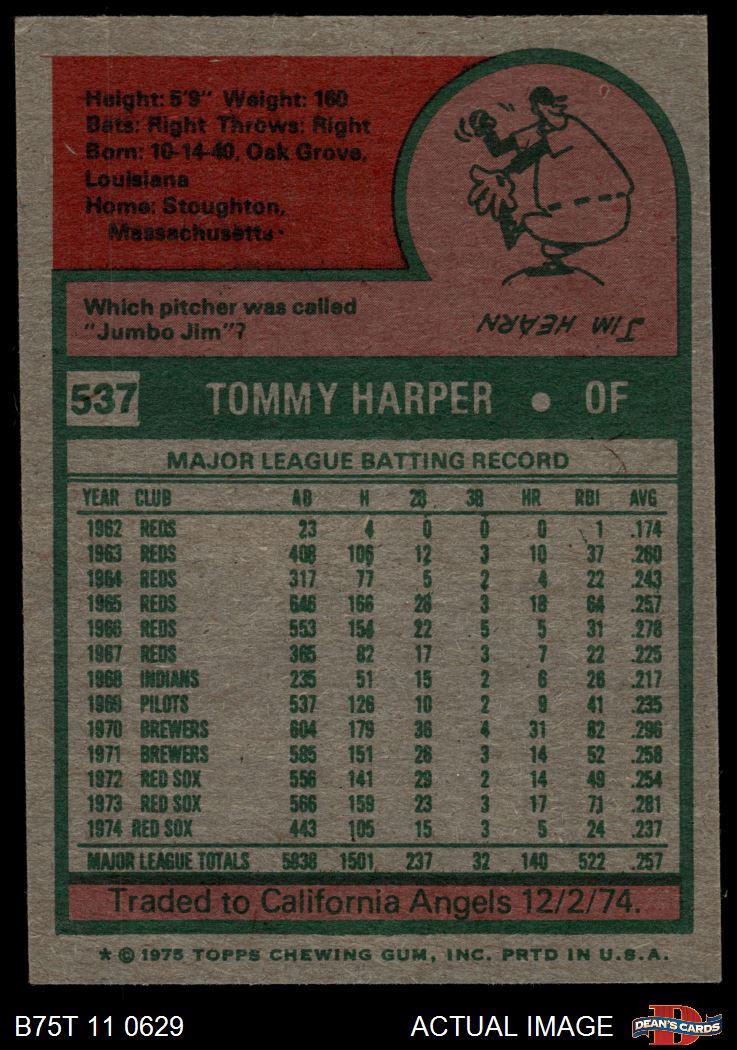 Height: 5'9" Weight: 160
Bats: Right Throws: Right
Born: 10-14-40, Oak Grove,
Louisiana
Home: Stoughton,
Massachusetts
Which pitcher was called
"Jumbo Jim"?
JIM HEARN
537 TOMMY HARPER • OF
MAJOR LEAGUE BATTING RECORD
YEAR CLUB AB H 2B 3B HR RBI AVG
1962 REDS 23 4 0 0 0 1 .174
1963 REDS 408 106 12 3 10 37 .260
1964 REDS 317 77 5 2 4 22 .243
1965 REDS 646 166 28 3 18 64 .257
1966 REDS 553 154 22 5 5 31 .278
1967 REDS 365 82 17 3 7 22 .225
1968 INDIANS 235 51 15 2 6 26 .217
1969 PILOTS 537 126 10 2 9 41 .235
1970 BREWERS 604 179 36 4 31 82 .296
1971 BREWERS 585 151 26 3 14 52 .258
1972 RED SOX 556 141 29 2 14 49 .254
1973 RED SOX 566 159 23 3 17 71 .281
1974 RED SOX 443 105 15 3 5 24 .237
MAJOR LEAGUE TOTALS 5838 1501 237 32 140 522 .257
Traded to California Angels 12/2/74.
* © 1975 TOPPS CHEWING GUM, INC. PRTD IN U.S.A.
B75T 11 0629 ACTUAL IMAGE DEAN'S CARDS